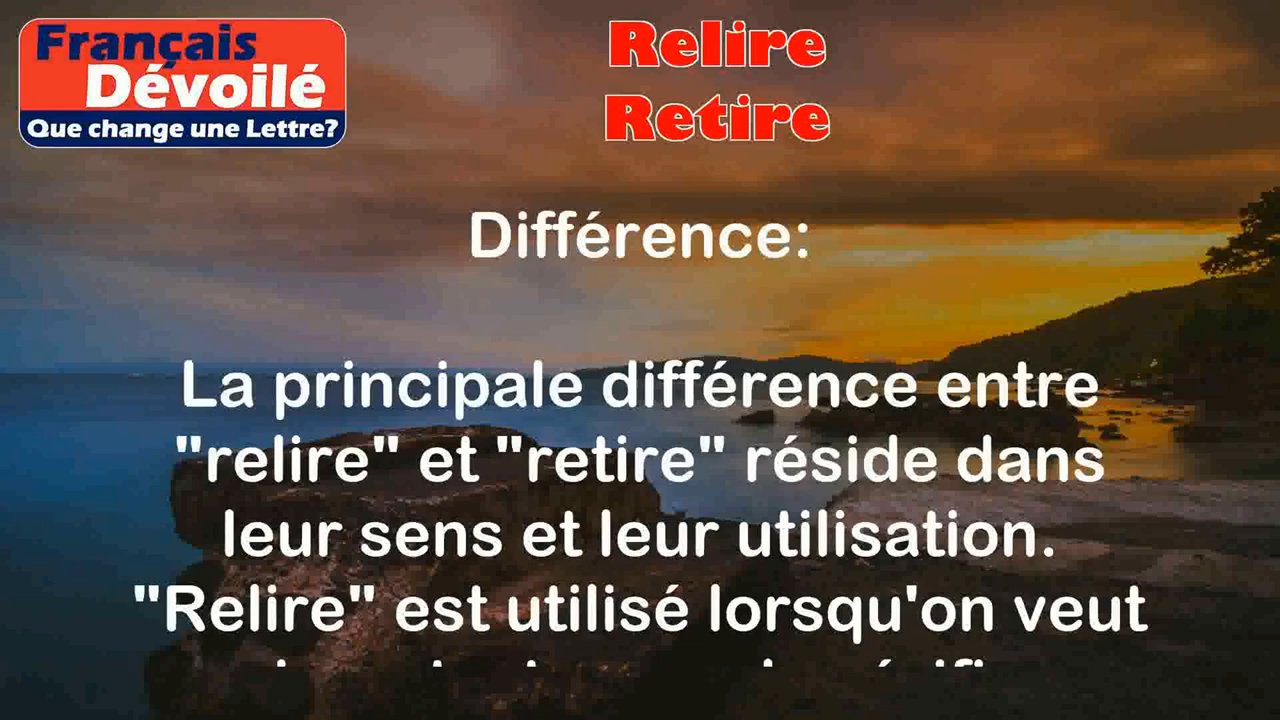 Français
Dévoilé
Que change une Lettre?
Relire
Retire
Différence:
La principale différence entre
"relire" et "retire" réside dans
leur sens et leur utilisation.
"Relire" est utilisé lorsqu'on veut